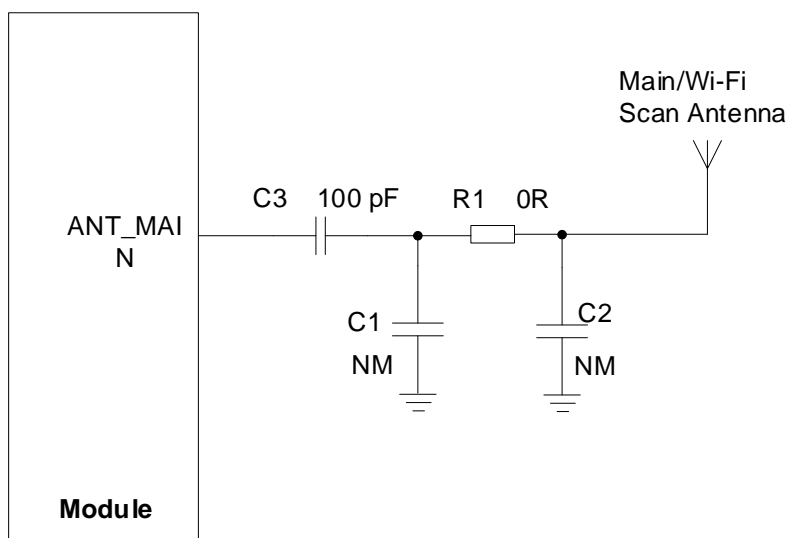 Main/Wi-Fi
Scan Antenna
C3 100 pF R1 0R
ANT_MAI
N
C1
C2
NM
NM
Module